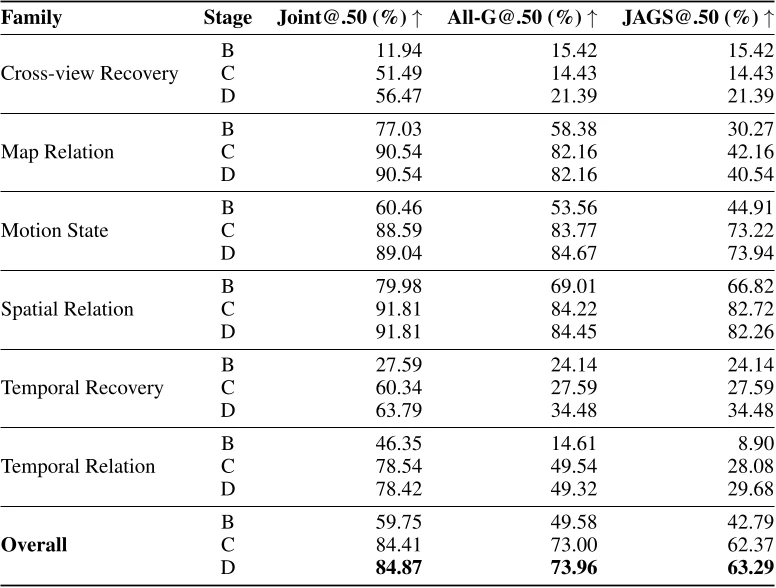 Family Stage Joint@.50 (%) ↑ All-G@.50 (%) ↑ JAGS@.50 (%) ↑
B 11.94 15.42 15.42
Cross-view Recovery C 51.49 14.43 14.43
D 56.47 21.39 21.39
B 77.03 58.38 30.27
Map Relation C 90.54 82.16 42.16
D 90.54 82.16 40.54
B 60.46 53.56 44.91
Motion State C 88.59 83.77 73.22
D 89.04 84.67 73.94
B 79.98 69.01 66.82
Spatial Relation C 91.81 84.22 82.72
D 91.81 84.45 82.26
B 27.59 24.14 24.14
Temporal Recovery C 60.34 27.59 27.59
D 63.79 34.48 34.48
B 46.35 14.61 8.90
Temporal Relation C 78.54 49.54 28.08
D 78.42 49.32 29.68
B 59.75 49.58 42.79
Overall C 84.41 73.00 62.37
D 84.87 73.96 63.29